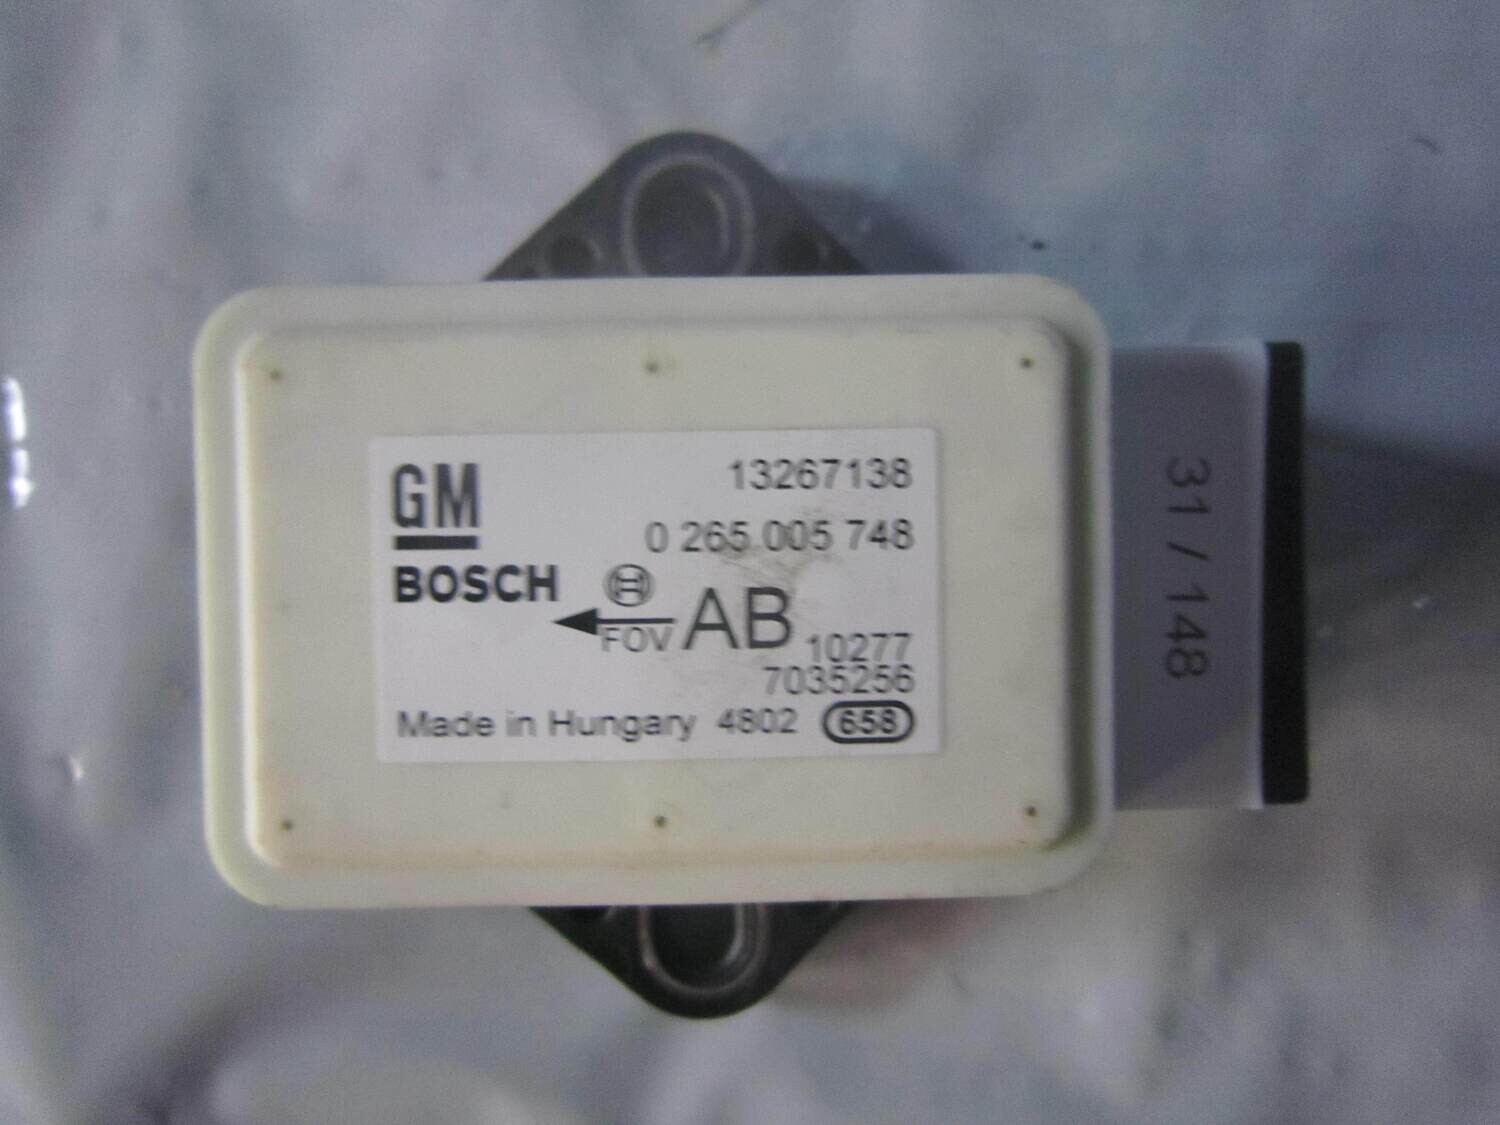 GM
13267138
0 265 005 748
BOSCH
FOV
AB
10277
7035256
Made in Hungary 4802 658
31 / 148